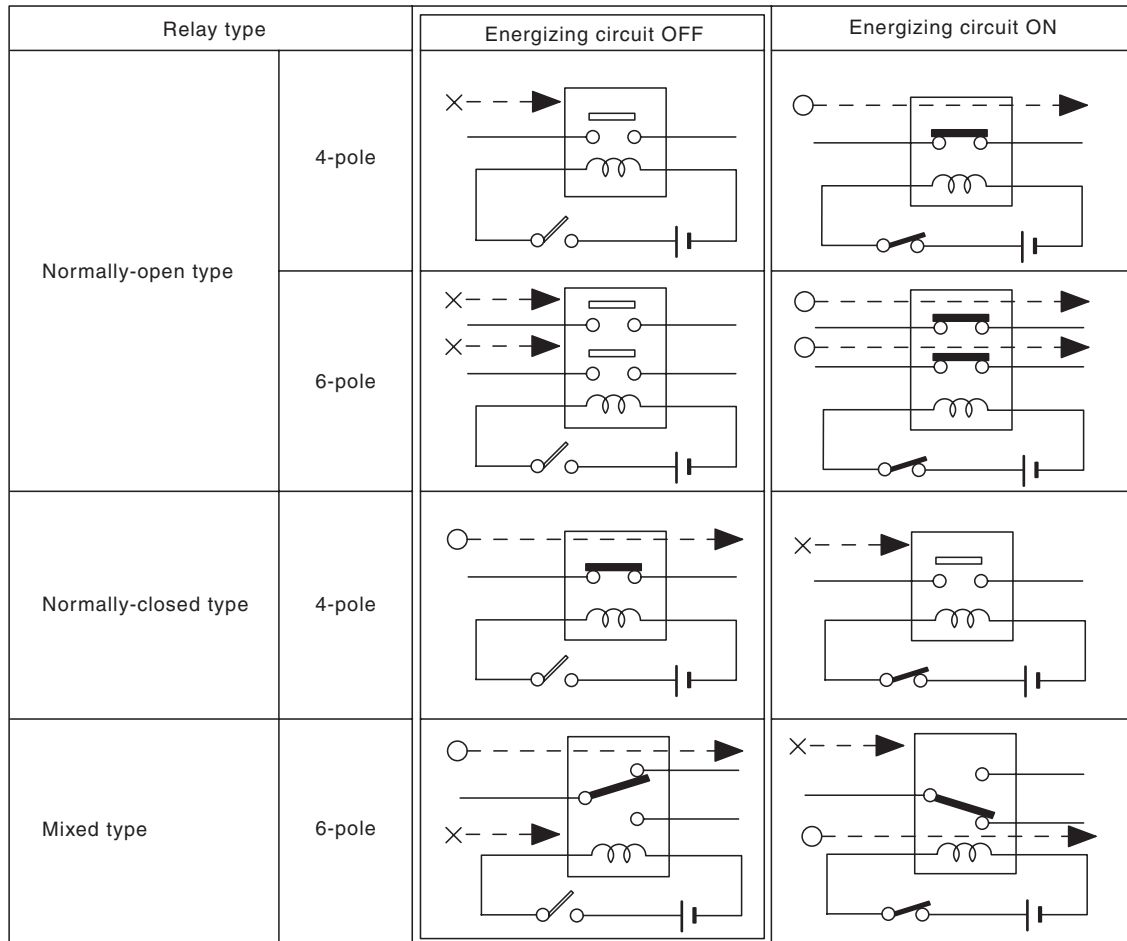 Relay type
Energizing circuit OFF
Energizing circuit ON
Normally-open type
4-pole
6-pole
Normally-closed type
4-pole
Mixed type
6-pole